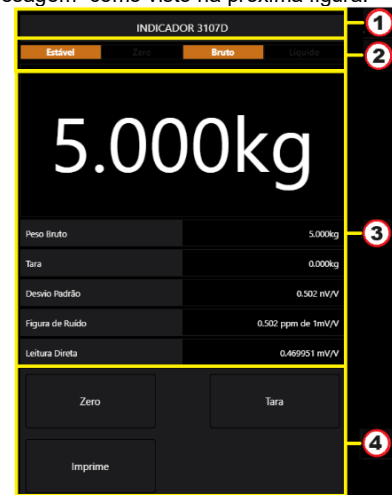 ssagem" como visto na próxima figura.
INDICADOR 3107D
1
Estável Zero Bruto Líquido
2
5.000kg
Peso Bruto 5.000kg
3
Tara 0.000kg
Desvio Padrão 0.502 nV/V
Figura de Ruído 0.502 ppm de 1mV/V
Leitura Direta 0.469951 mV/V
Zero Tara
4
Imprime